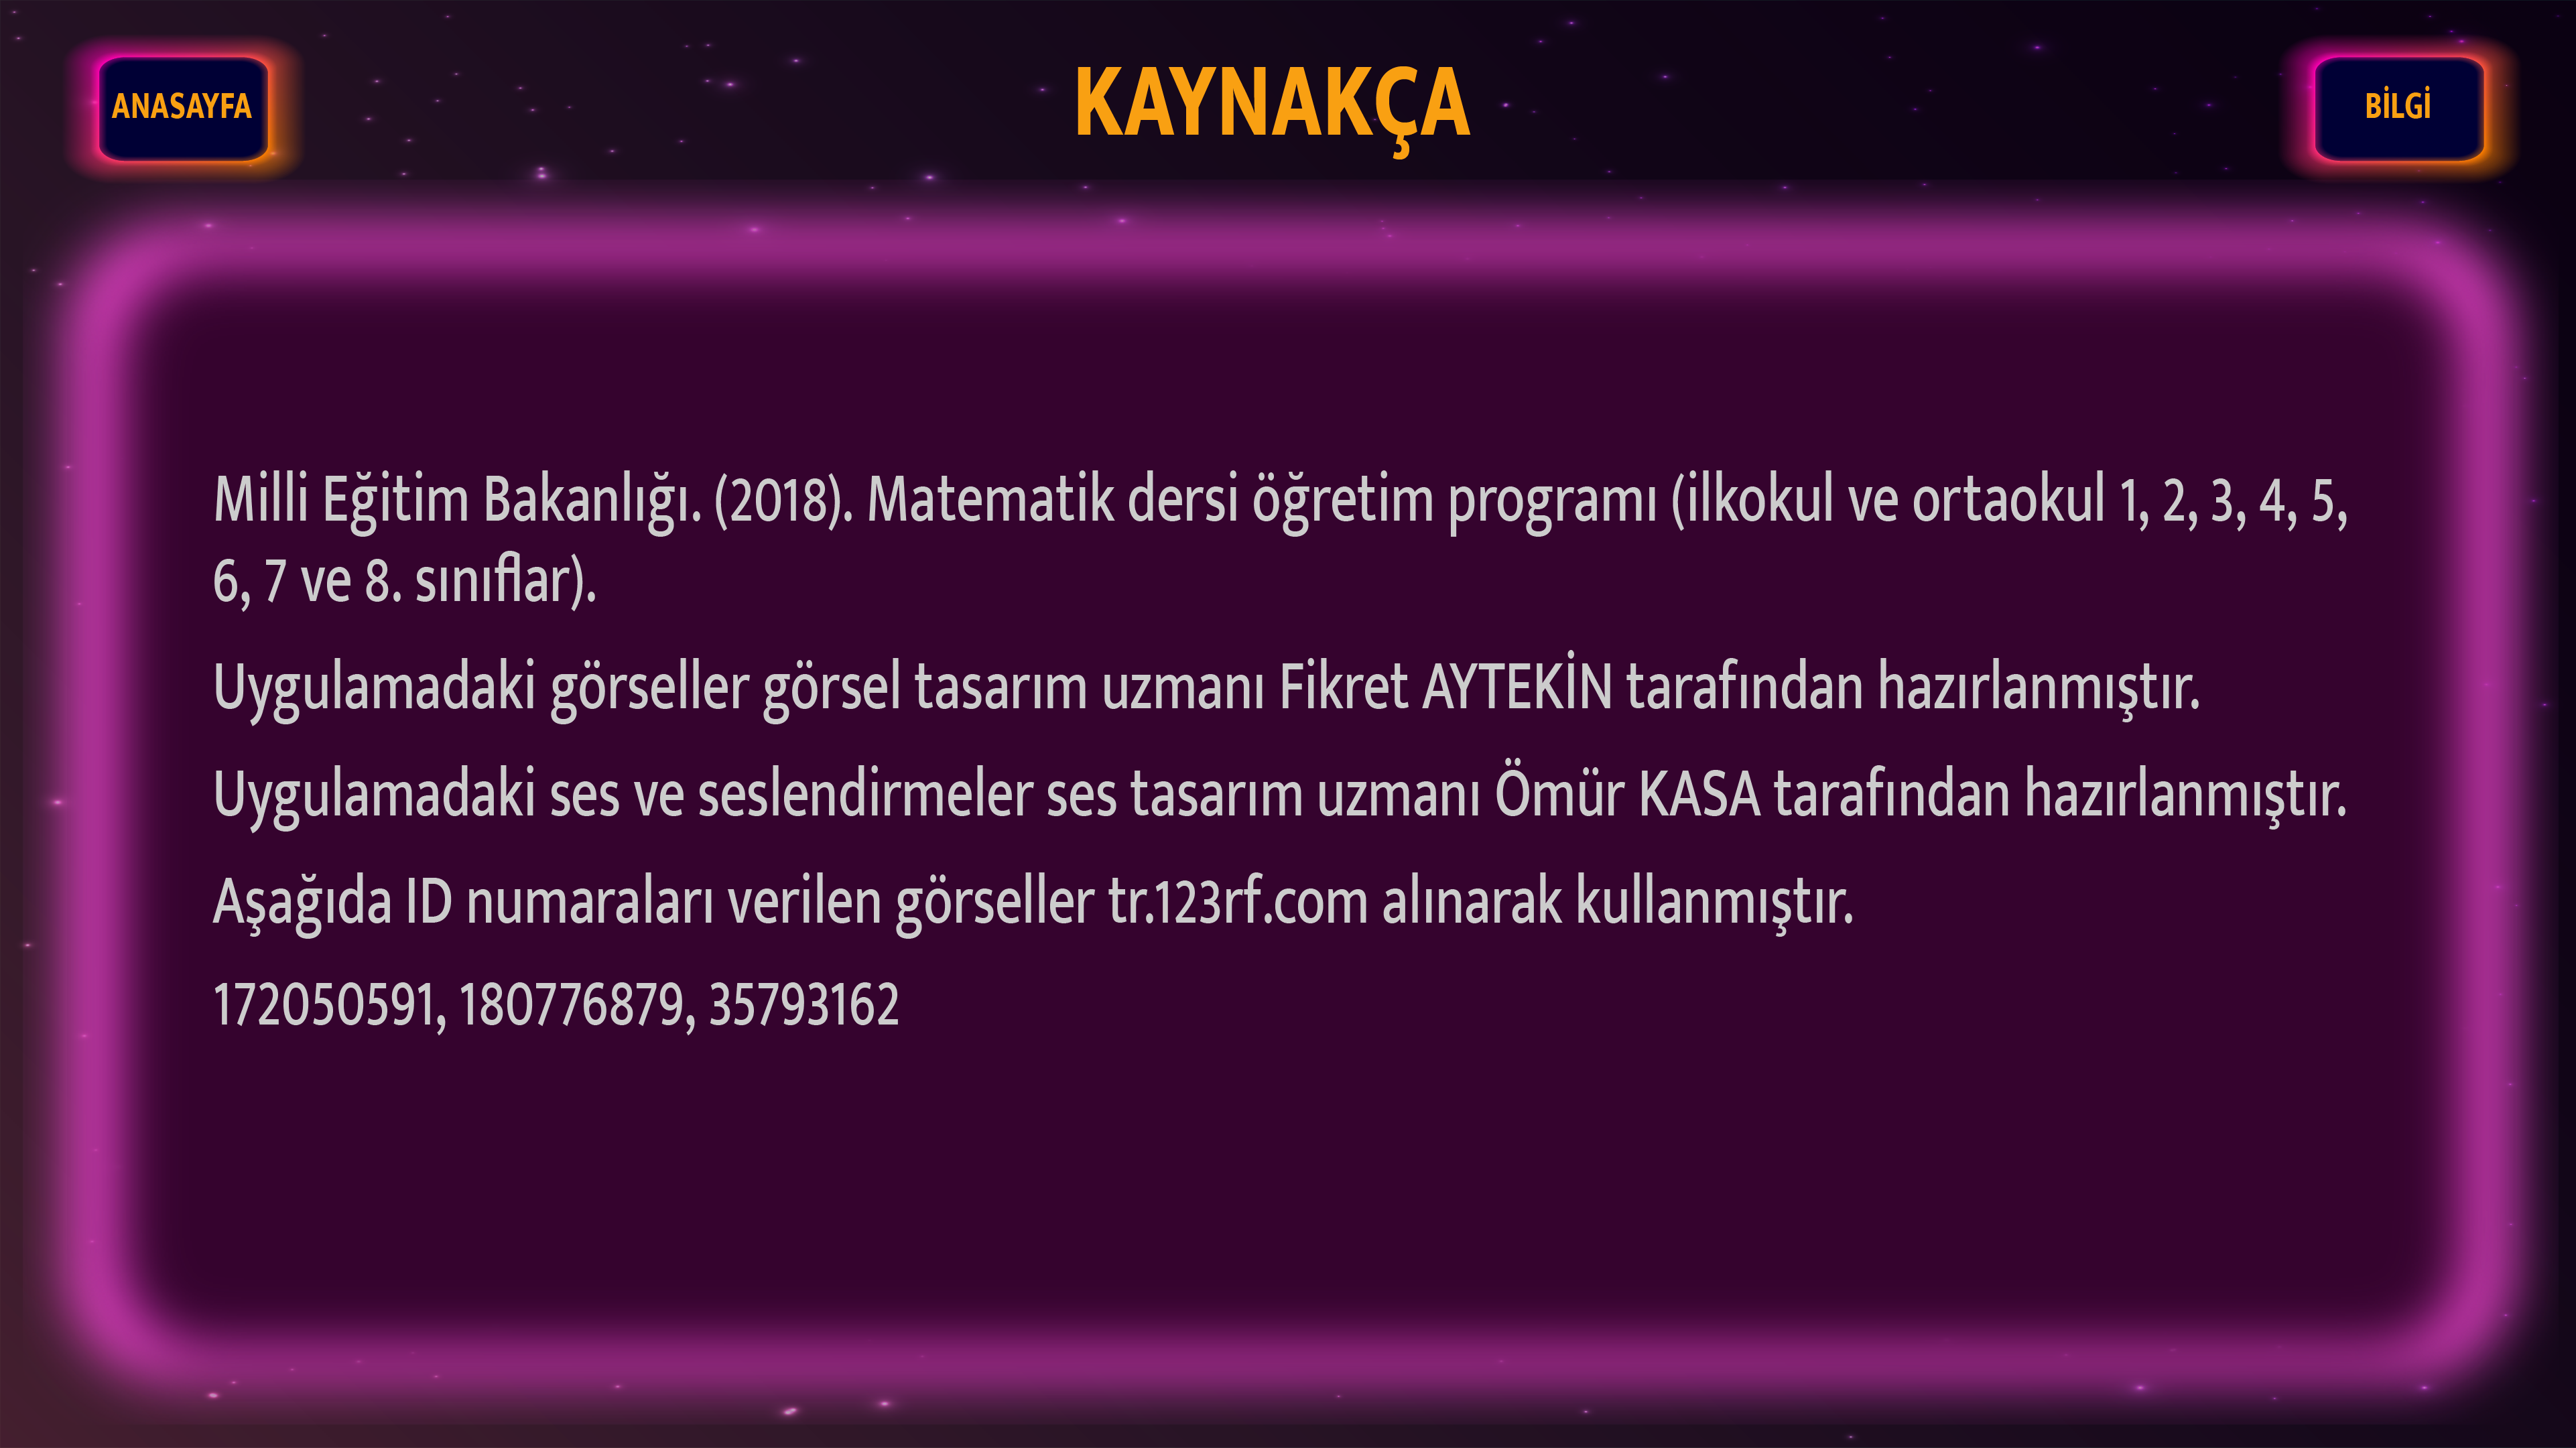 ANASAYFA
KAYNAKÇA
BİLGİ
Milli Eğitim Bakanlığı. (2018). Matematik dersi öğretim programı (ilkokul ve ortaokul 1, 2, 3, 4, 5,
6, 7 ve 8. sınıflar).
Uygulamadaki görseller görsel tasarım uzmanı Fikret AYTEKİN tarafından hazırlanmıştır.
Uygulamadaki ses ve seslendirmeler ses tasarım uzmanı Ömür KASA tarafından hazırlanmıştır.
Aşağıda ID numaraları verilen görseller tr.123rf.com alınarak kullanmıştır.
172050591, 180776879, 35793162